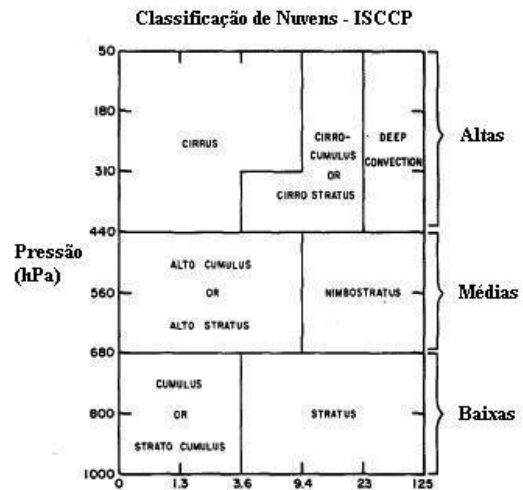 Classificação de Nuvens - ISCCP
50
180
310
440
560
680
800
1000
Pressão
(hPa)
CIRRUS
CIRRO-
CUMULUS
OR
CIRRO STRATUS
DEEP
CONVECTION
Altas
ALTO CUMULUS
OR
ALTO STRATUS
NIMBOSTRATUS
Médias
CUMULUS
OR
STRATO CUMULUS
STRATUS
Baixas
0 1.3 3.6 9.4 23 125